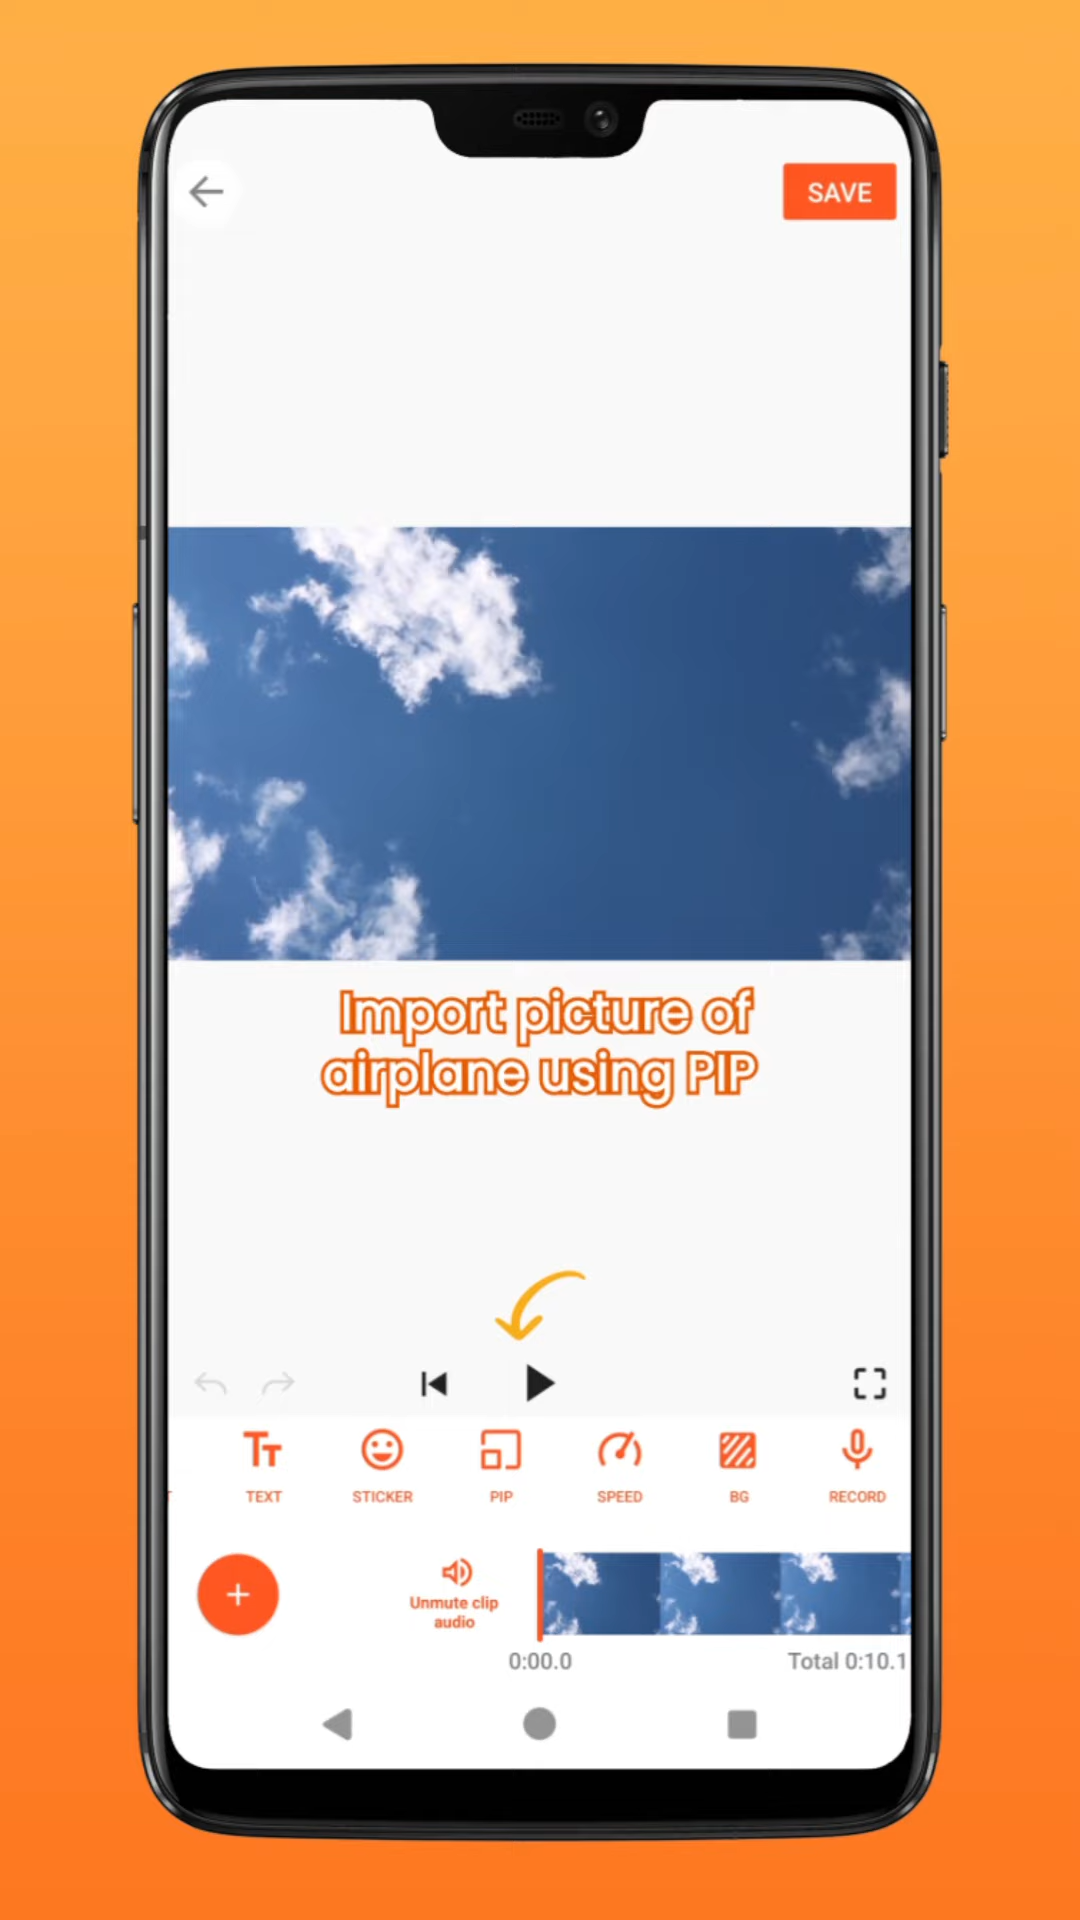 SAVE
Import picture of
airplane using PIP
TEXT
STICKER
PIP
SPEED
BG
RECORD
Unmute clip
audio
0:00.0
Total 0:10.1